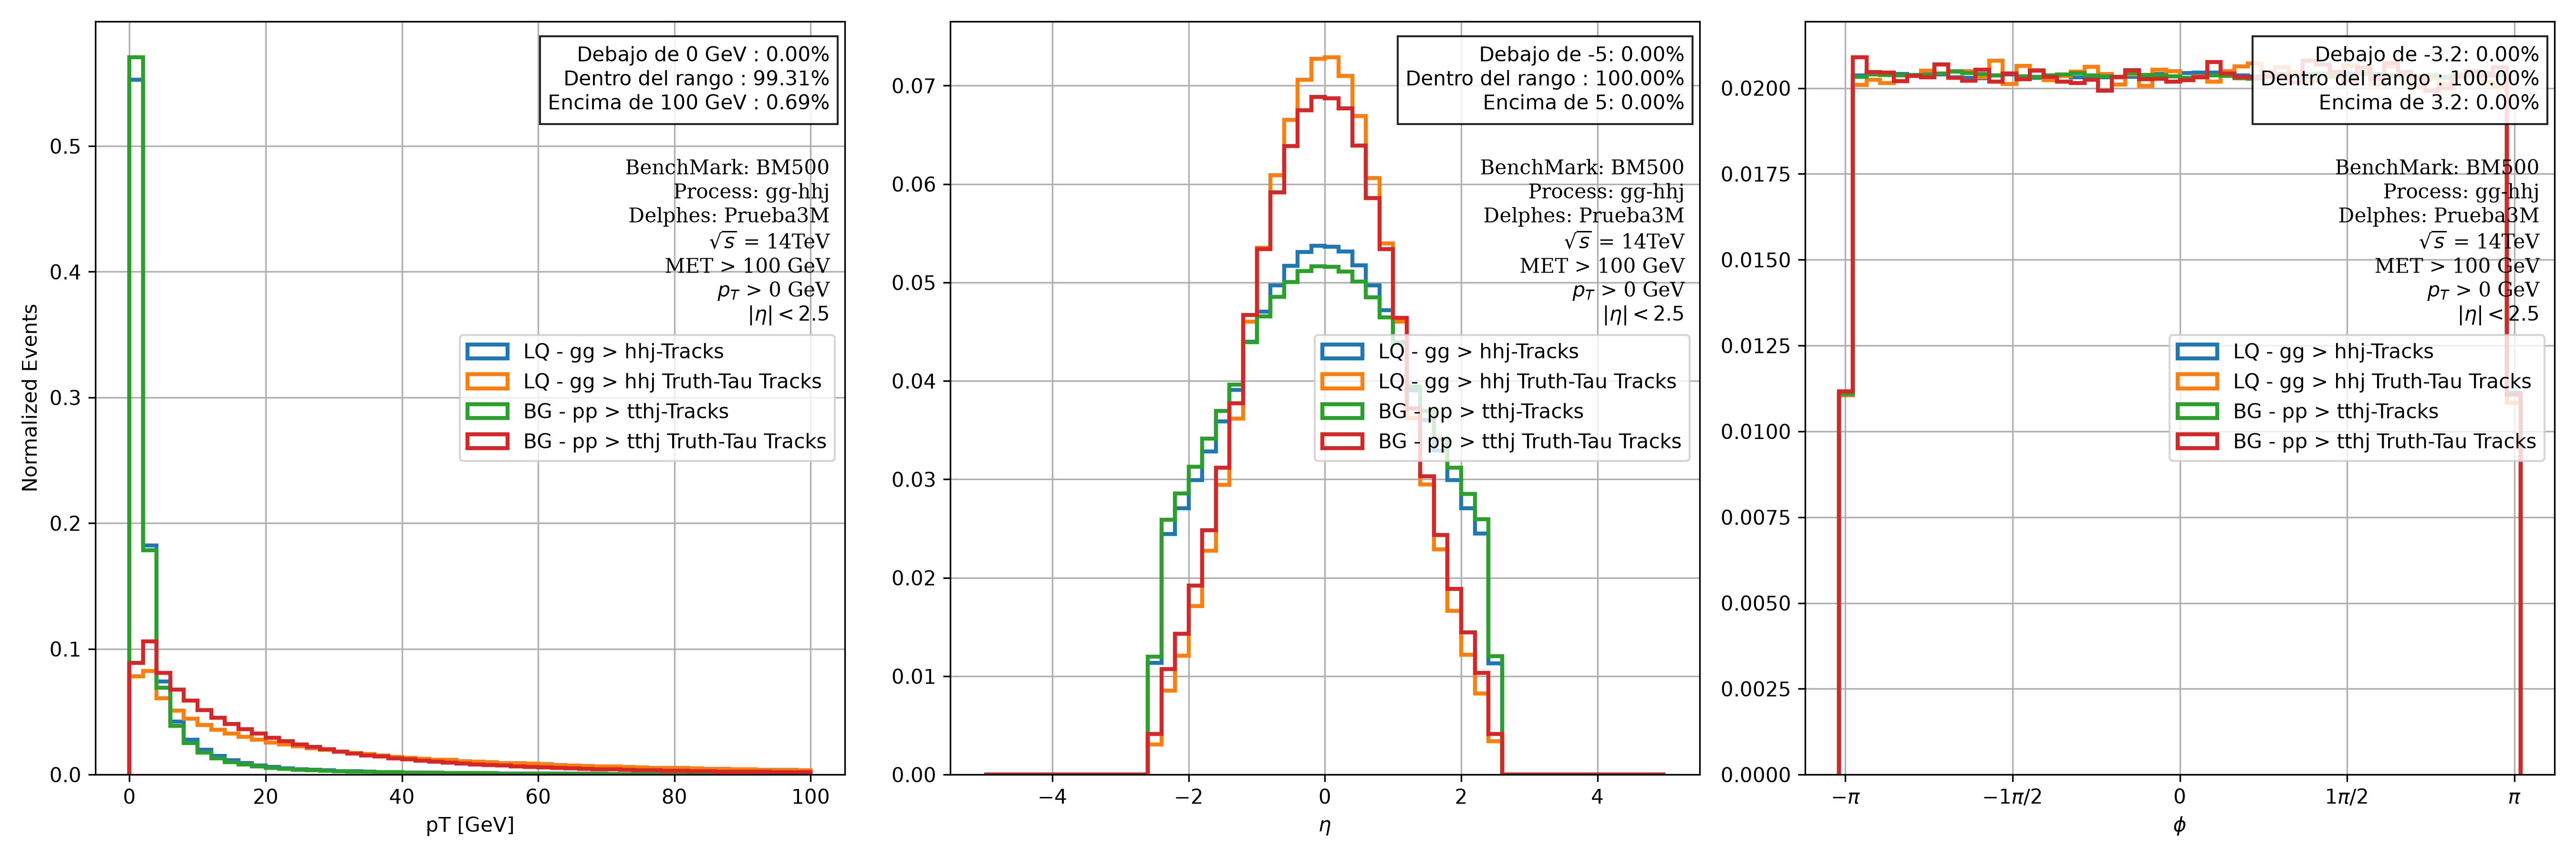 Debajo de 0 GeV : 0.00%
Dentro del rango : 99.31%
Encima de 100 GeV : 0.69%
BenchMark: BM500
Process: gg-hhj
Delphes: Prueba3M
√s = 14TeV
MET > 100 GeV
pT > 0 GeV
|η| < 2.5
LQ - gg > hhj-Tracks
LQ - gg > hhj Truth-Tau Tracks
BG - pp > tthj-Tracks
BG - pp > tthj Truth-Tau Tracks
Normalized Events
0.5
0.4
0.3
0.2
0.1
0.0
0 20 40 60 80 100
pT [GeV]
Debajo de -5: 0.00%
Dentro del rango : 100.00%
Encima de 5: 0.00%
BenchMark: BM500
Process: gg-hhj
Delphes: Prueba3M
√s = 14TeV
MET > 100 GeV
pT > 0 GeV
|η| < 2.5
LQ - gg > hhj-Tracks
LQ - gg > hhj Truth-Tau Tracks
BG - pp > tthj-Tracks
BG - pp > tthj Truth-Tau Tracks
0.07
0.06
0.05
0.04
0.03
0.02
0.01
0.00
−4 −2 0 2 4
η
Debajo de -3.2: 0.00%
Dentro del rango : 100.00%
Encima de 3.2: 0.00%
BenchMark: BM500
Process: gg-hhj
Delphes: Prueba3M
√s = 14TeV
MET > 100 GeV
pT > 0 GeV
|η| < 2.5
LQ - gg > hhj-Tracks
LQ - gg > hhj Truth-Tau Tracks
BG - pp > tthj-Tracks
BG - pp > tthj Truth-Tau Tracks
0.0200
0.0175
0.0150
0.0125
0.0100
0.0075
0.0050
0.0025
0.0000
−π −1π/2 0 1π/2 π
ϕ